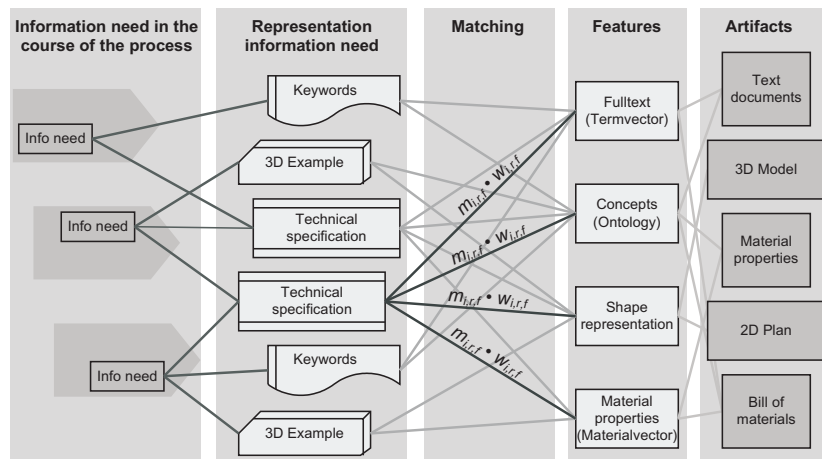 Information need in the
course of the process
Representation
information need
Matching
Features
Artifacts
Info need
Info need
Info need
Keywords
3D Example
Technical
specification
Technical
specification
Keywords
3D Example
m_{i,r,f} • w_{i,r,f}
m_{i,r,f} • w_{i,r,f}
m_{i,r,f} • w_{i,r,f}
m_{i,r,f} • w_{i,r,f}
Fulltext
(Termvector)
Concepts
(Ontology)
Shape
representation
Material
properties
(Materialvector)
Text
documents
3D Model
Material
properties
2D Plan
Bill of
materials